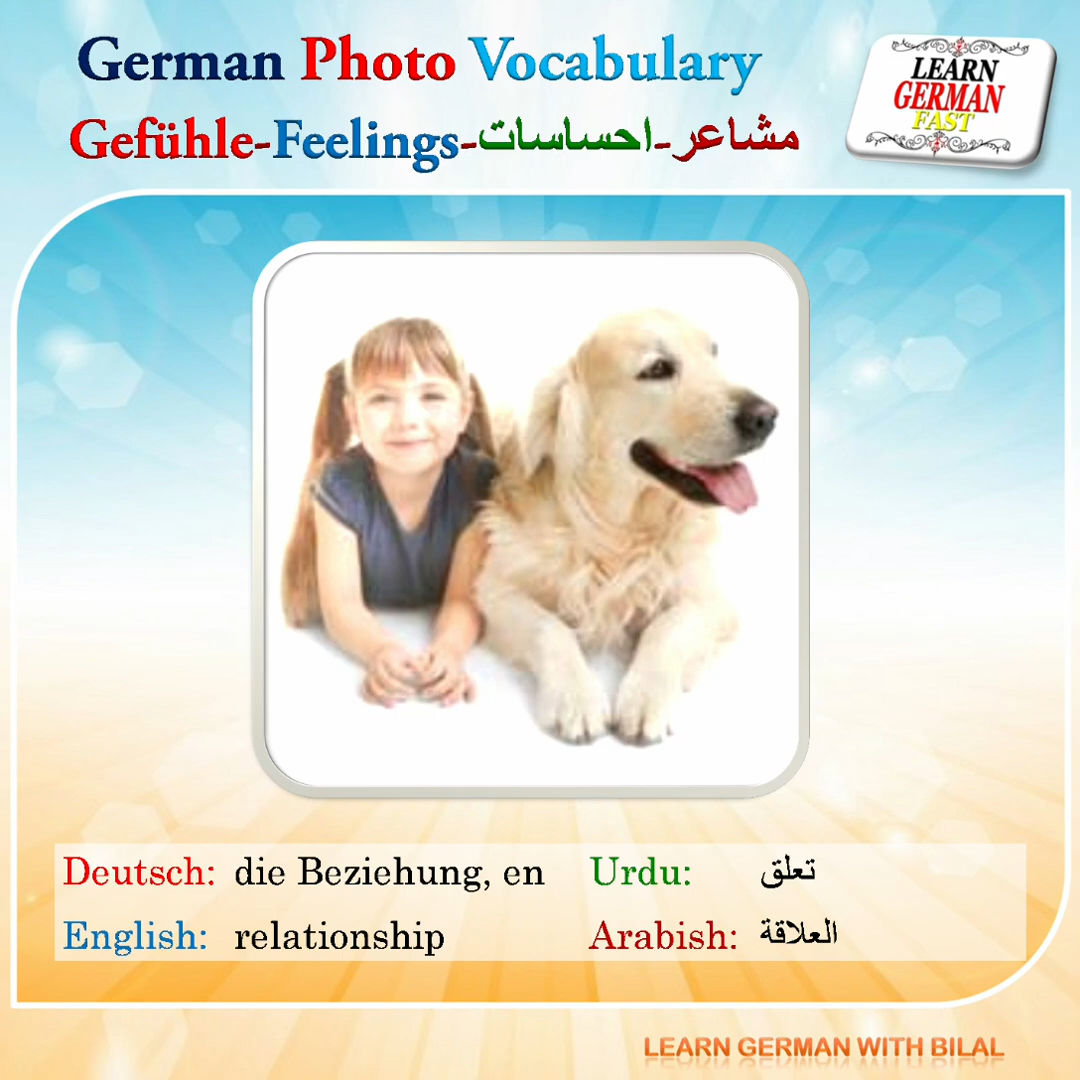 German Photo Vocabulary
Gefühle-Feelings-احساسات-مشاعر
LEARN
GERMAN
FAST
Deutsch: die Beziehung, en
Urdu: تعلق
English: relationship
Arabish: العلاقة
LEARN GERMAN WITH BILAL